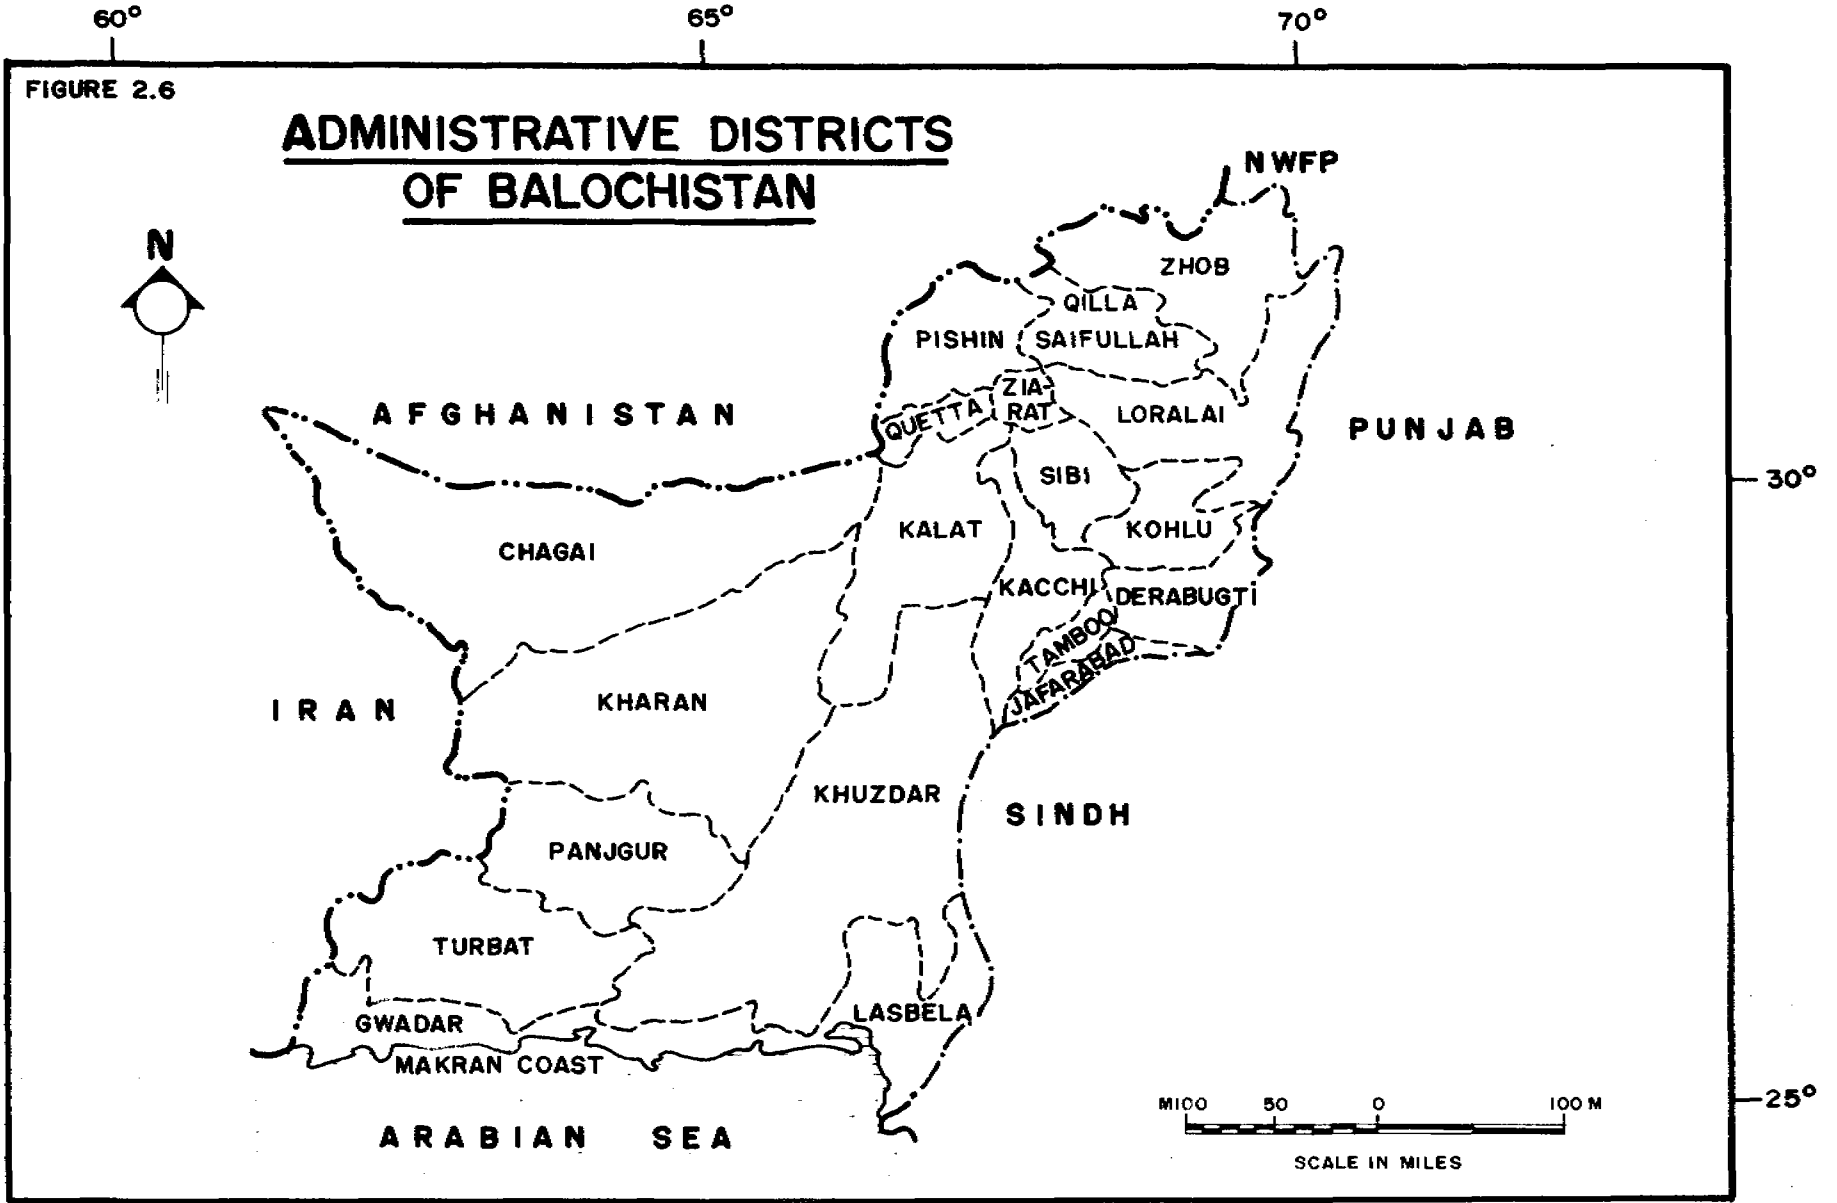 60° 65° 70°
FIGURE 2.6
ADMINISTRATIVE DISTRICTS
OF BALOCHISTAN
N
NWFP
ZHOB
QILLA
SAIFULLAH
PISHIN
ZIA-
RAT
QUETTA
LORALAI
AFGHANISTAN
PUNJAB
30°
SIBI
KALAT
KOHLU
CHAGAI
KACCHI
DERABUGTI
TAMBOO
JAFARABAD
IRAN
KHARAN
KHUZDAR
SINDH
PANJGUR
TURBAT
LASBELA
GWADAR
MAKRAN COAST
25°
M100 50 0 100 M
SCALE IN MILES
ARABIAN SEA